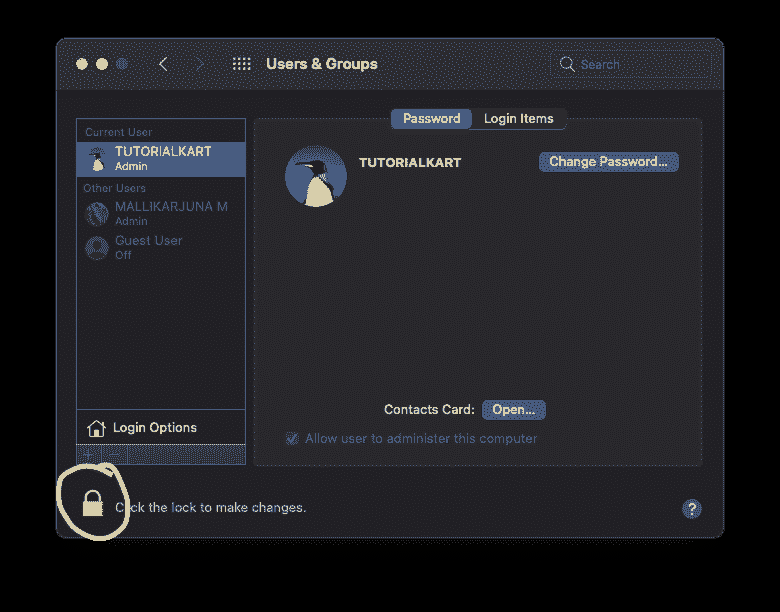 Users & Groups
Search
Password
Login Items
Current User
TUTORIALKART
Admin
Other Users
MALLIKARJUNA M
Admin
Guest User
Off
Login Options
+ −
TUTORIALKART
Change Password...
Contacts Card:
Open...
Allow user to administer this computer
Click the lock to make changes.
?